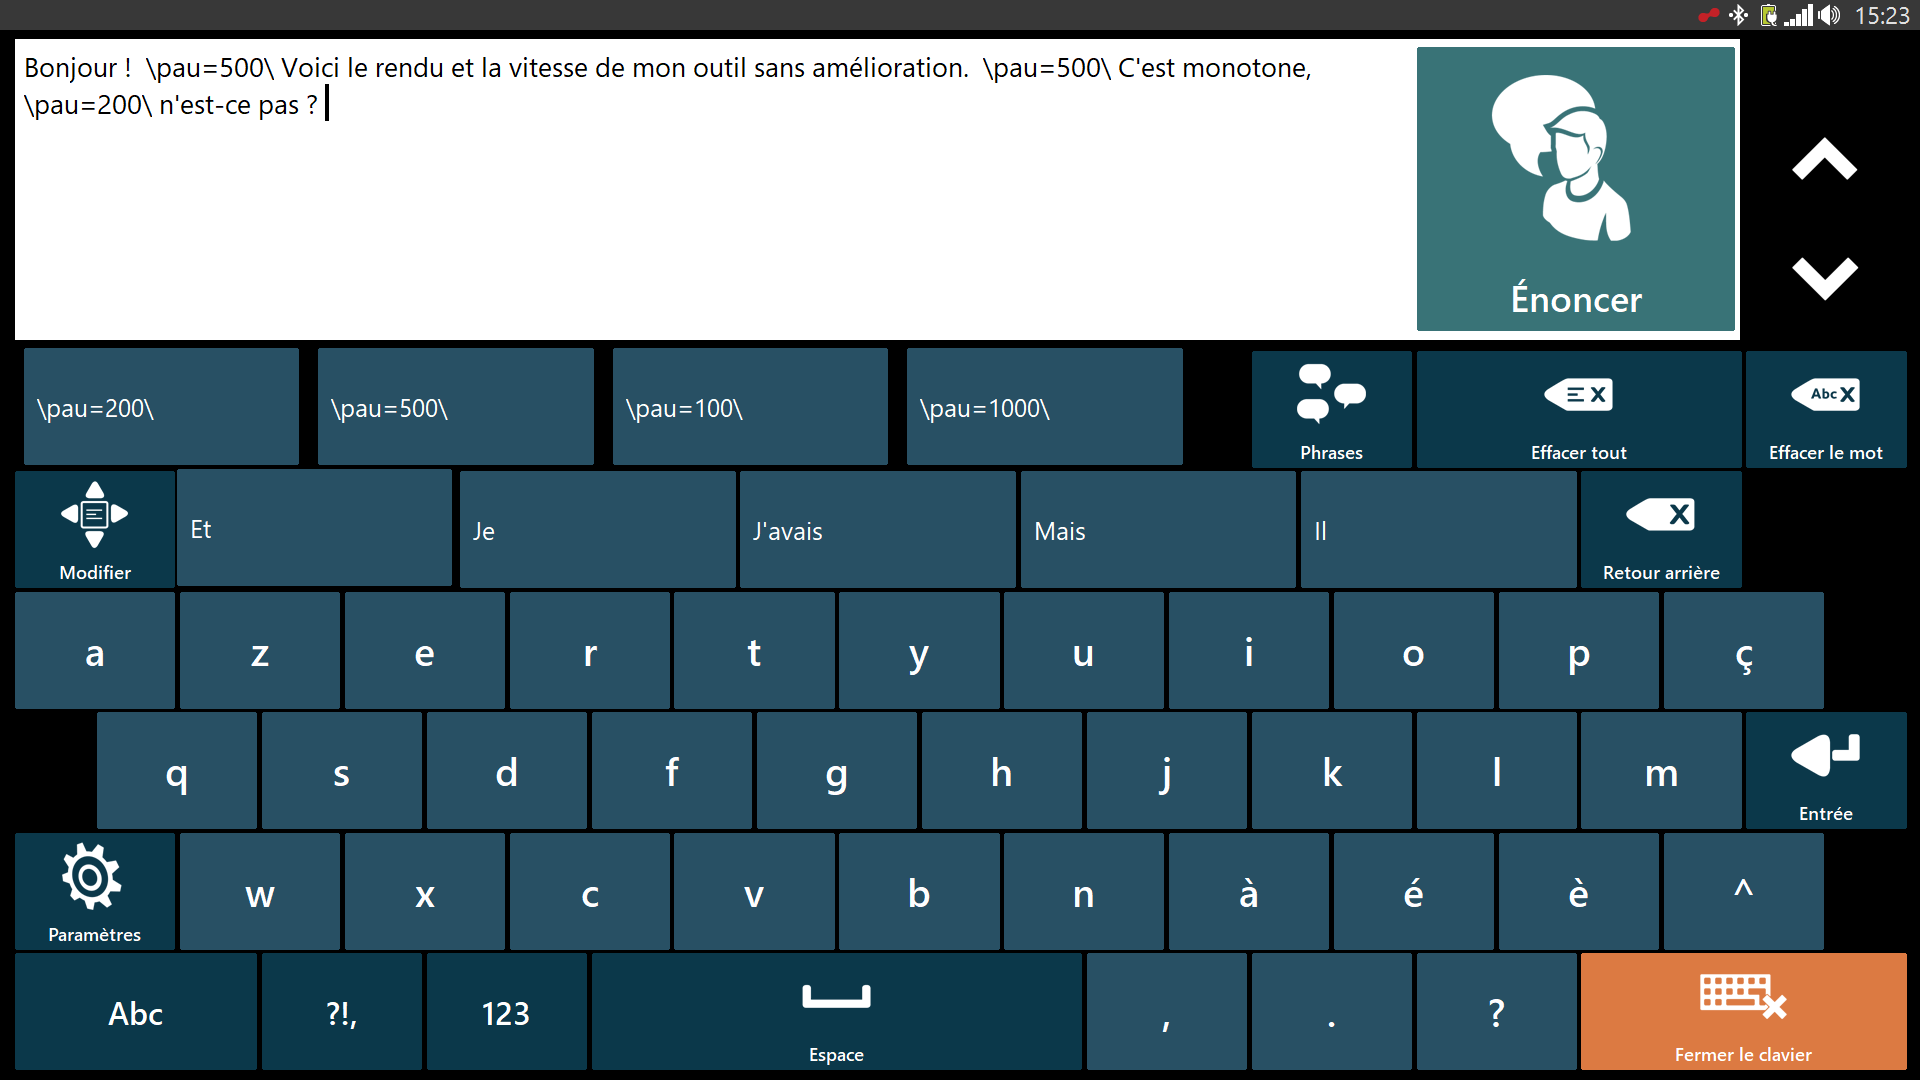 15:23
Bonjour !  \pau=500\ Voici le rendu et la vitesse de mon outil sans amélioration.  \pau=500\ C'est monotone,
\pau=200\ n'est-ce pas ?
Énoncer
\pau=200\
\pau=500\
\pau=100\
\pau=1000\
Phrases
Effacer tout
Abc X
Effacer le mot
Modifier
Et
Je
J'avais
Mais
Il
X
Retour arrière
a z e r t y u i o p ç
q s d f g h j k l m
Entrée
Paramètres
w x c v b n à é è ^
Abc
?!,
123
Espace
,
.
?
Fermer le clavier